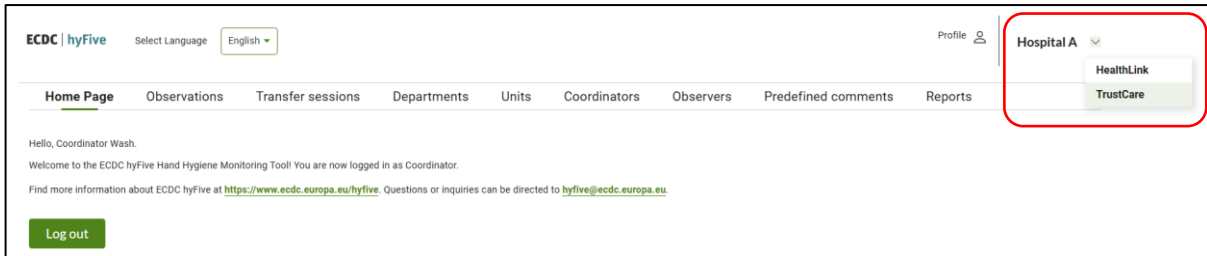 ECDC | hyFive Select Language English Profile Hospital A
HealthLink
TrustCare
Home Page Observations Transfer sessions Departments Units Coordinators Observers Predefined comments Reports
Hello, Coordinator Wash.
Welcome to the ECDC hyFive Hand Hygiene Monitoring Tool! You are now logged in as Coordinator.
Find more information about ECDC hyFive at https://www.ecdc.europa.eu/hyfive. Questions or inquiries can be directed to hyfive@ecdc.europa.eu.
Log out